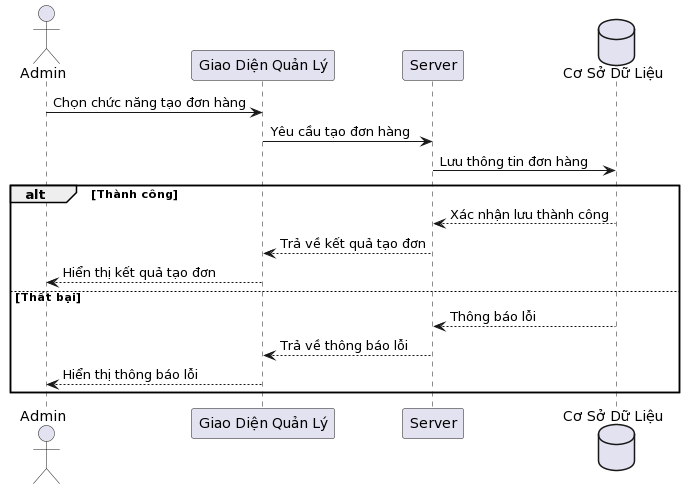 Admin
Giao Diện Quản Lý
Server
Cơ Sở Dữ Liệu
Chọn chức năng tạo đơn hàng
Yêu cầu tạo đơn hàng
Lưu thông tin đơn hàng
alt [Thành công]
Xác nhận lưu thành công
Trả về kết quả tạo đơn
Hiển thị kết quả tạo đơn
[Thất bại]
Thông báo lỗi
Trả về thông báo lỗi
Hiển thị thông báo lỗi
Admin
Giao Diện Quản Lý
Server
Cơ Sở Dữ Liệu